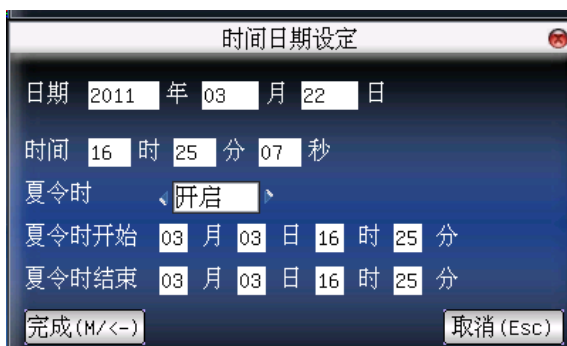 时间日期设定
日期 2011 年 03 月 22 日
时间 16 时 25 分 07 秒
夏令时 开启
夏令时开始 03 月 03 日 16 时 25 分
夏令时结束 03 月 03 日 16 时 25 分
完成(M/<-) 取消(Esc)